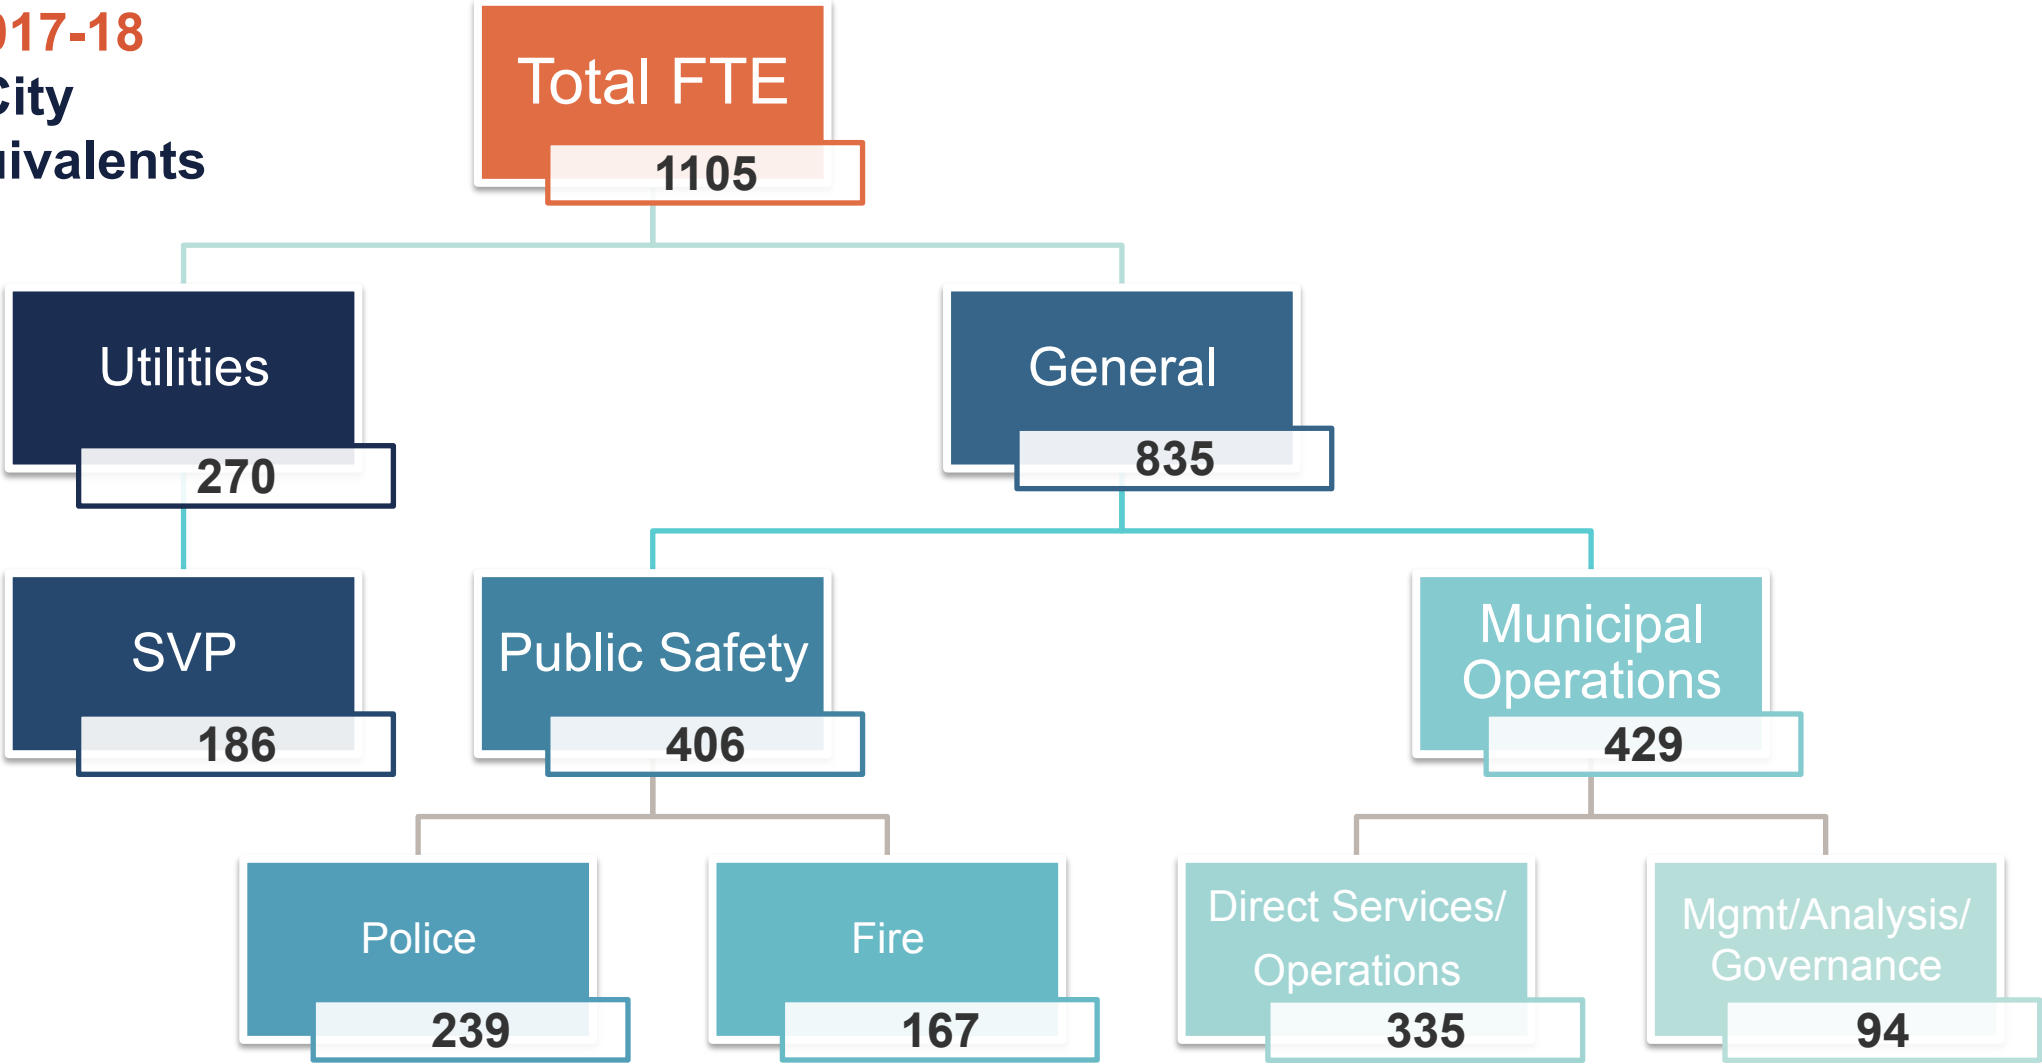 017-18
City
uivalents
Total FTE
1105
Utilities
270
General
835
SVP
186
Public Safety
406
Municipal
Operations
429
Police
239
Fire
167
Direct Services/
Operations
335
Mgmt/Analysis/
Governance
94